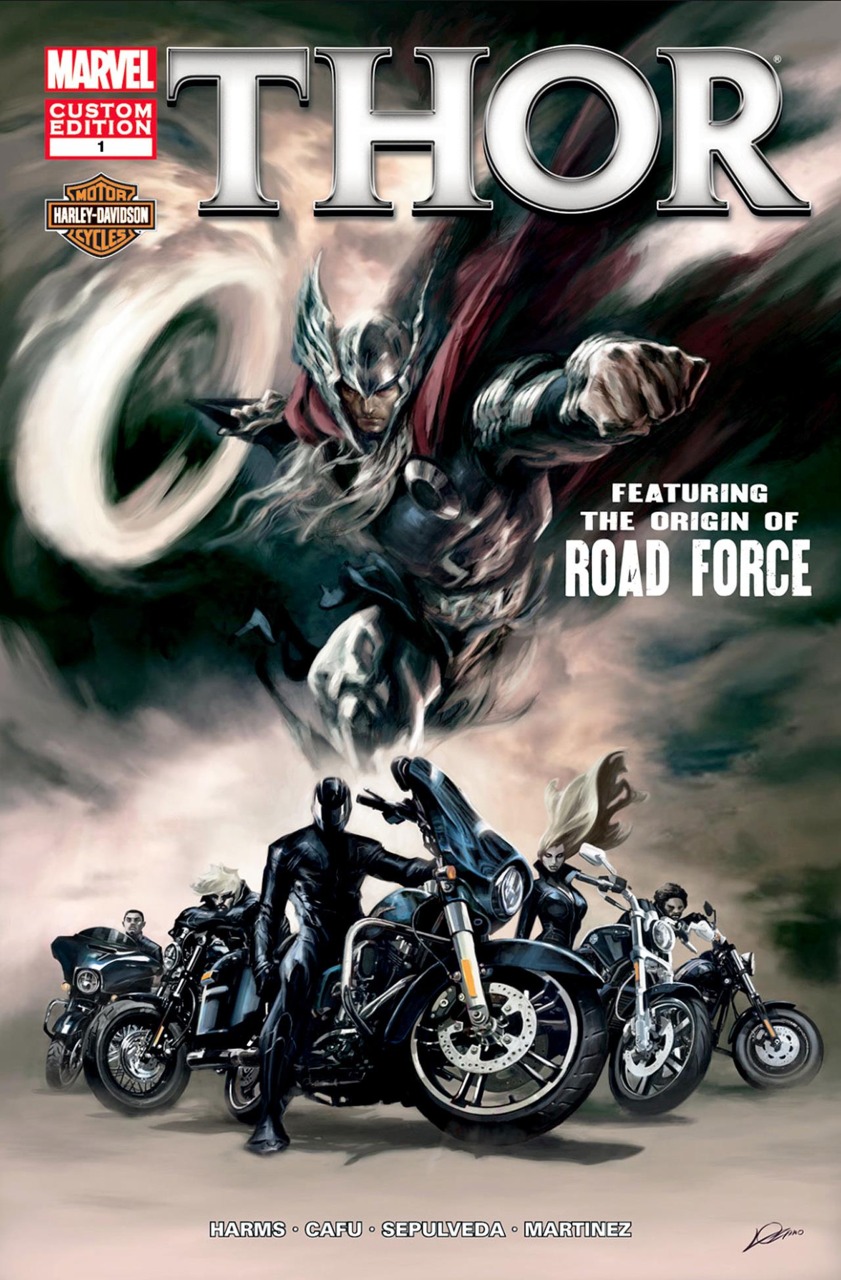 MARVEL
CUSTOM
EDITION
1
THOR
®
MOTOR
HARLEY-DAVIDSON
CYCLES
FEATURING
THE ORIGIN OF
ROAD FORCE
HARMS · CAFU · SEPULVEDA · MARTINEZ